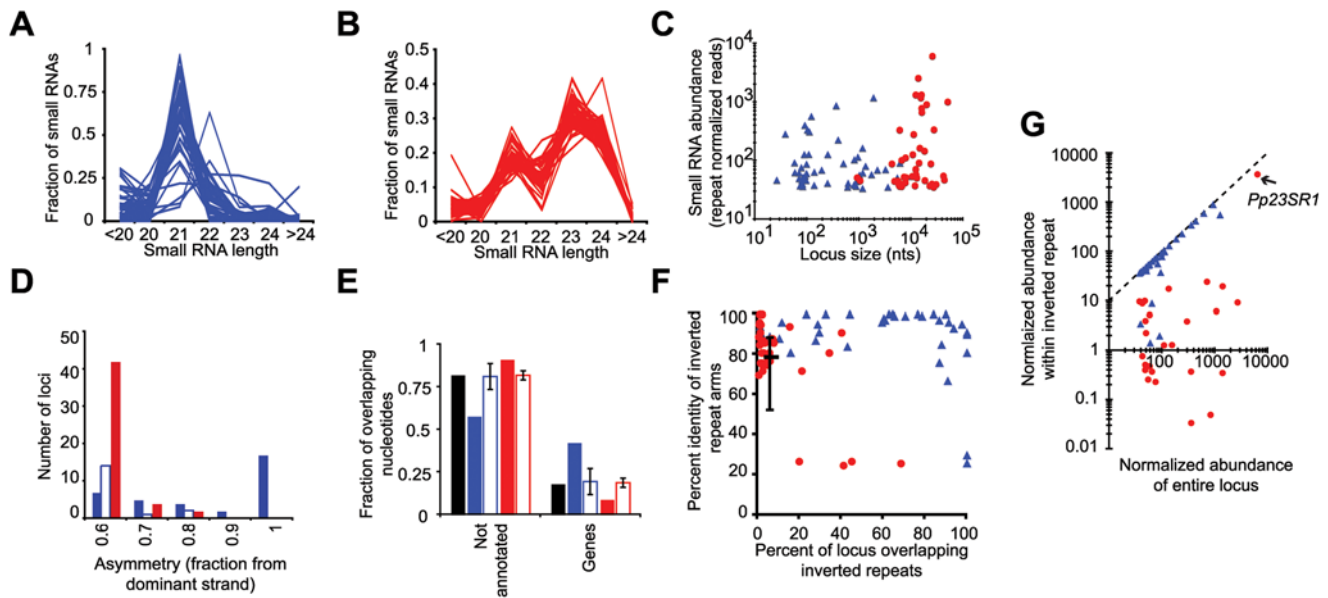 A
Fraction of small RNAs
1
0.75
0.5
0.25
0
<20 20 21 22 23 24 >24
Small RNA length
B
Fraction of small RNAs
0.5
0.4
0.3
0.2
0.1
0
<20 20 21 22 23 24 >24
Small RNA length
C
Small RNA abundance
(repeat normalized reads)
10^4
10^3
10^2
10^1
10^1 10^2 10^3 10^4 10^5
Locus size (nts)
D
Number of loci
50
40
30
20
10
0
0.6 0.7 0.8 0.9 1
Asymmetry (fraction from
dominant strand)
E
Fraction of overlapping
nucleotides
1
0.75
0.5
0.25
0
Not
annotated
Genes
F
Percent identity of inverted
repeat arms
100
80
60
40
20
0
0 20 40 60 80 100
Percent of locus overlapping
inverted repeats
G
Normlized abundance
within inverted repeat
10000
1000
100
10
1
0.1
0.01
100 1000 10000
Pp23SR1
Normalized abundance
of entire locus